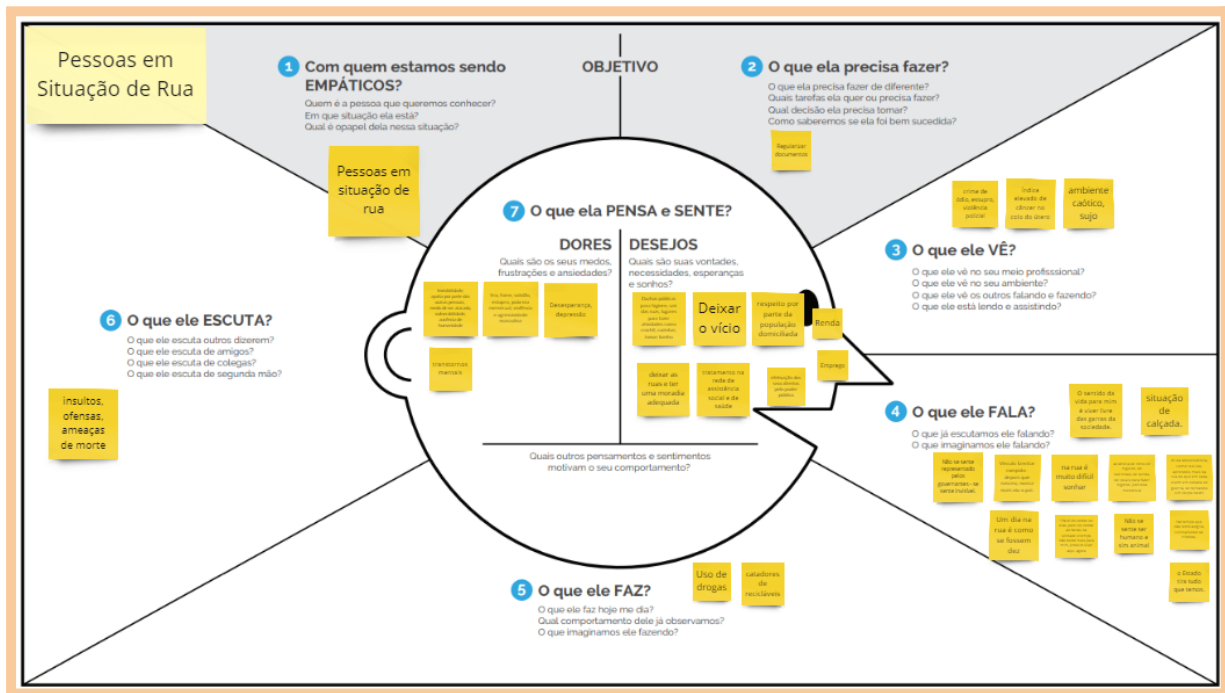 Pessoas em
Situação de Rua
1 Com quem estamos sendo
EMPÁTICOS?
Quem é a pessoa que queremos conhecer?
Em que situação ela está?
Qual é opapel dela nessa situação?
Pessoas em
situação de
rua
OBJETIVO
2 O que ela precisa fazer?
O que ela precisa fazer de diferente?
Quais tarefas ela quer ou precisa fazer?
Qual decisão ela precisa tomar?
Como saberemos se ela foi bem sucedida?
Regularizar
documentos
crime de
ódio, estupro,
violência
policial
Índice
elevado de
câncer no
colo do útero
ambiente
caótico,
sujo
3 O que ele VÊ?
O que ele vê no seu meio profisssional?
O que ele vê no seu ambiente?
O que ele vê os outros falando e fazendo?
O que ele está lendo e assistindo?
O sentido da
vida para mim
é viver livre
das garras da
sociedade.
situação
de
calçada.
4 O que ele FALA?
O que já escutamos ele falando?
O que imaginamos ele falando?
Não se sente
representado
pelos
governantes - se
sente invisível.
na rua é
muito difícil
sonhar
Um dia na
rua é como
se fossem
dez
Não se
sente ser
humano e
sim animal
o Estado
tira tudo
que temos.
5 O que ele FAZ?
O que ele faz hoje me dia?
Qual comportamento dele já observamos?
O que imaginamos ele fazendo?
Uso de
drogas
catadores
de
recicláveis
6 O que ele ESCUTA?
O que ele escuta outros dizerem?
O que ele escuta de amigos?
O que ele escuta de colegas?
O que ele escuta de segunda mão?
insultos,
ofensas,
ameaças
de morte
7 O que ela PENSA e SENTE?
DORES
Quais são os seus medos,
frustrações e ansiedades?
Desesperança,
depressão
transtornos
mentais
DESEJOS
Quais são suas vontades,
necessidades, esperanças
e sonhos?
Deixar
o vício
respeito por
parte da
população
domiciliada
Renda
deixar as
ruas e ter
uma moradia
adequada
tratamento na
rede de
assistência
social e de
saúde
efetivação dos
seus direitos
pelo poder
público
Emprego
Quais outros pensamentos e sentimentos
motivam o seu comportamento?